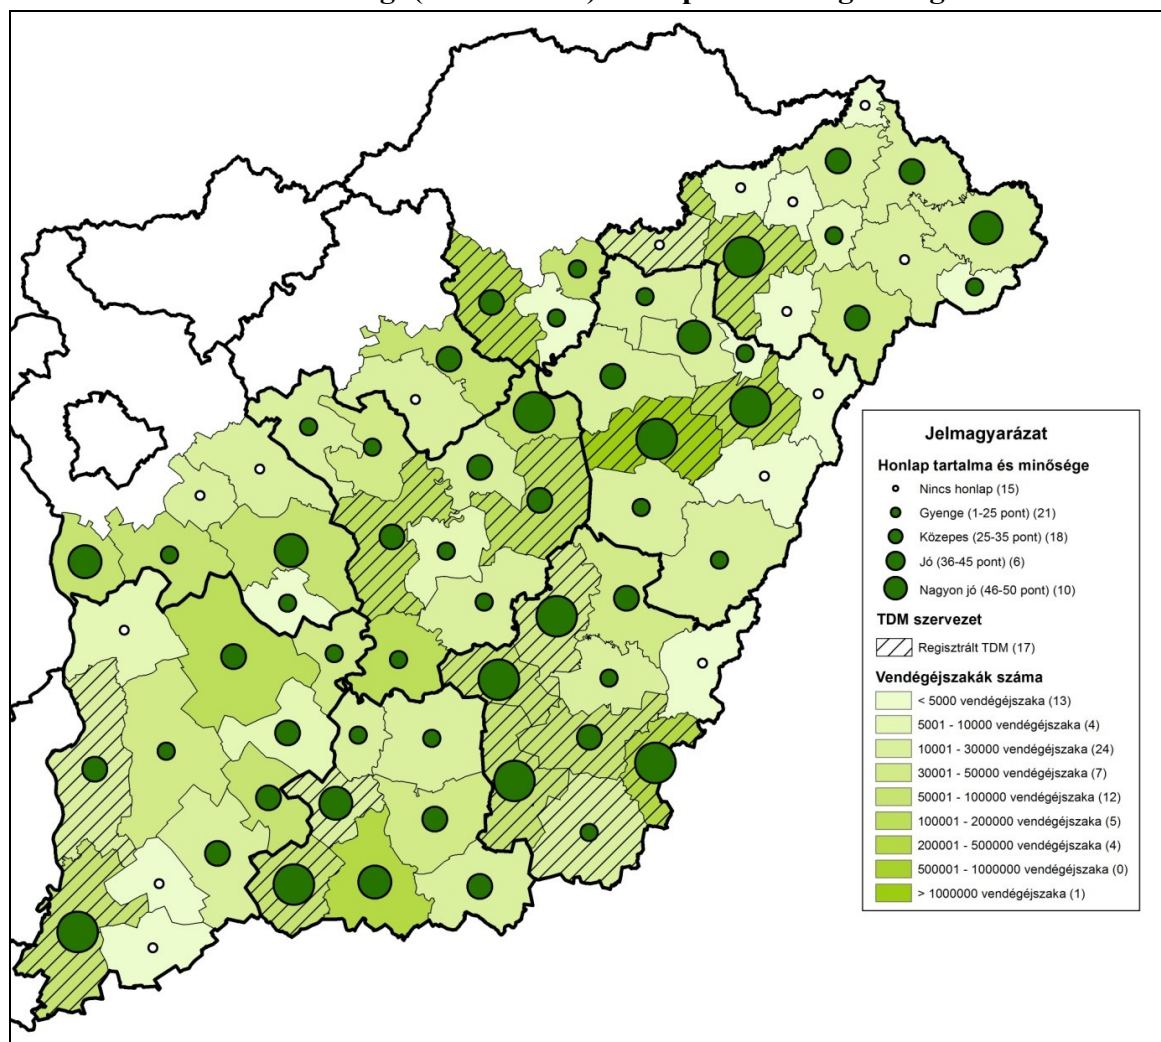 Jelmagyarázat
Honlap tartalma és minősége
Nincs honlap (15)
Gyenge (1-25 pont) (21)
Közepes (25-35 pont) (18)
Jó (36-45 pont) (6)
Nagyon jó (46-50 pont) (10)
TDM szervezet
Regisztrált TDM (17)
Vendégéjszakák száma
< 5000 vendégéjszaka (13)
5001 - 10000 vendégéjszaka (4)
10001 - 30000 vendégéjszaka (24)
30001 - 50000 vendégéjszaka (7)
50001 - 100000 vendégéjszaka (12)
100001 - 200000 vendégéjszaka (5)
200001 - 500000 vendégéjszaka (4)
500001 - 1000000 vendégéjszaka (0)
> 1000000 vendégéjszaka (1)